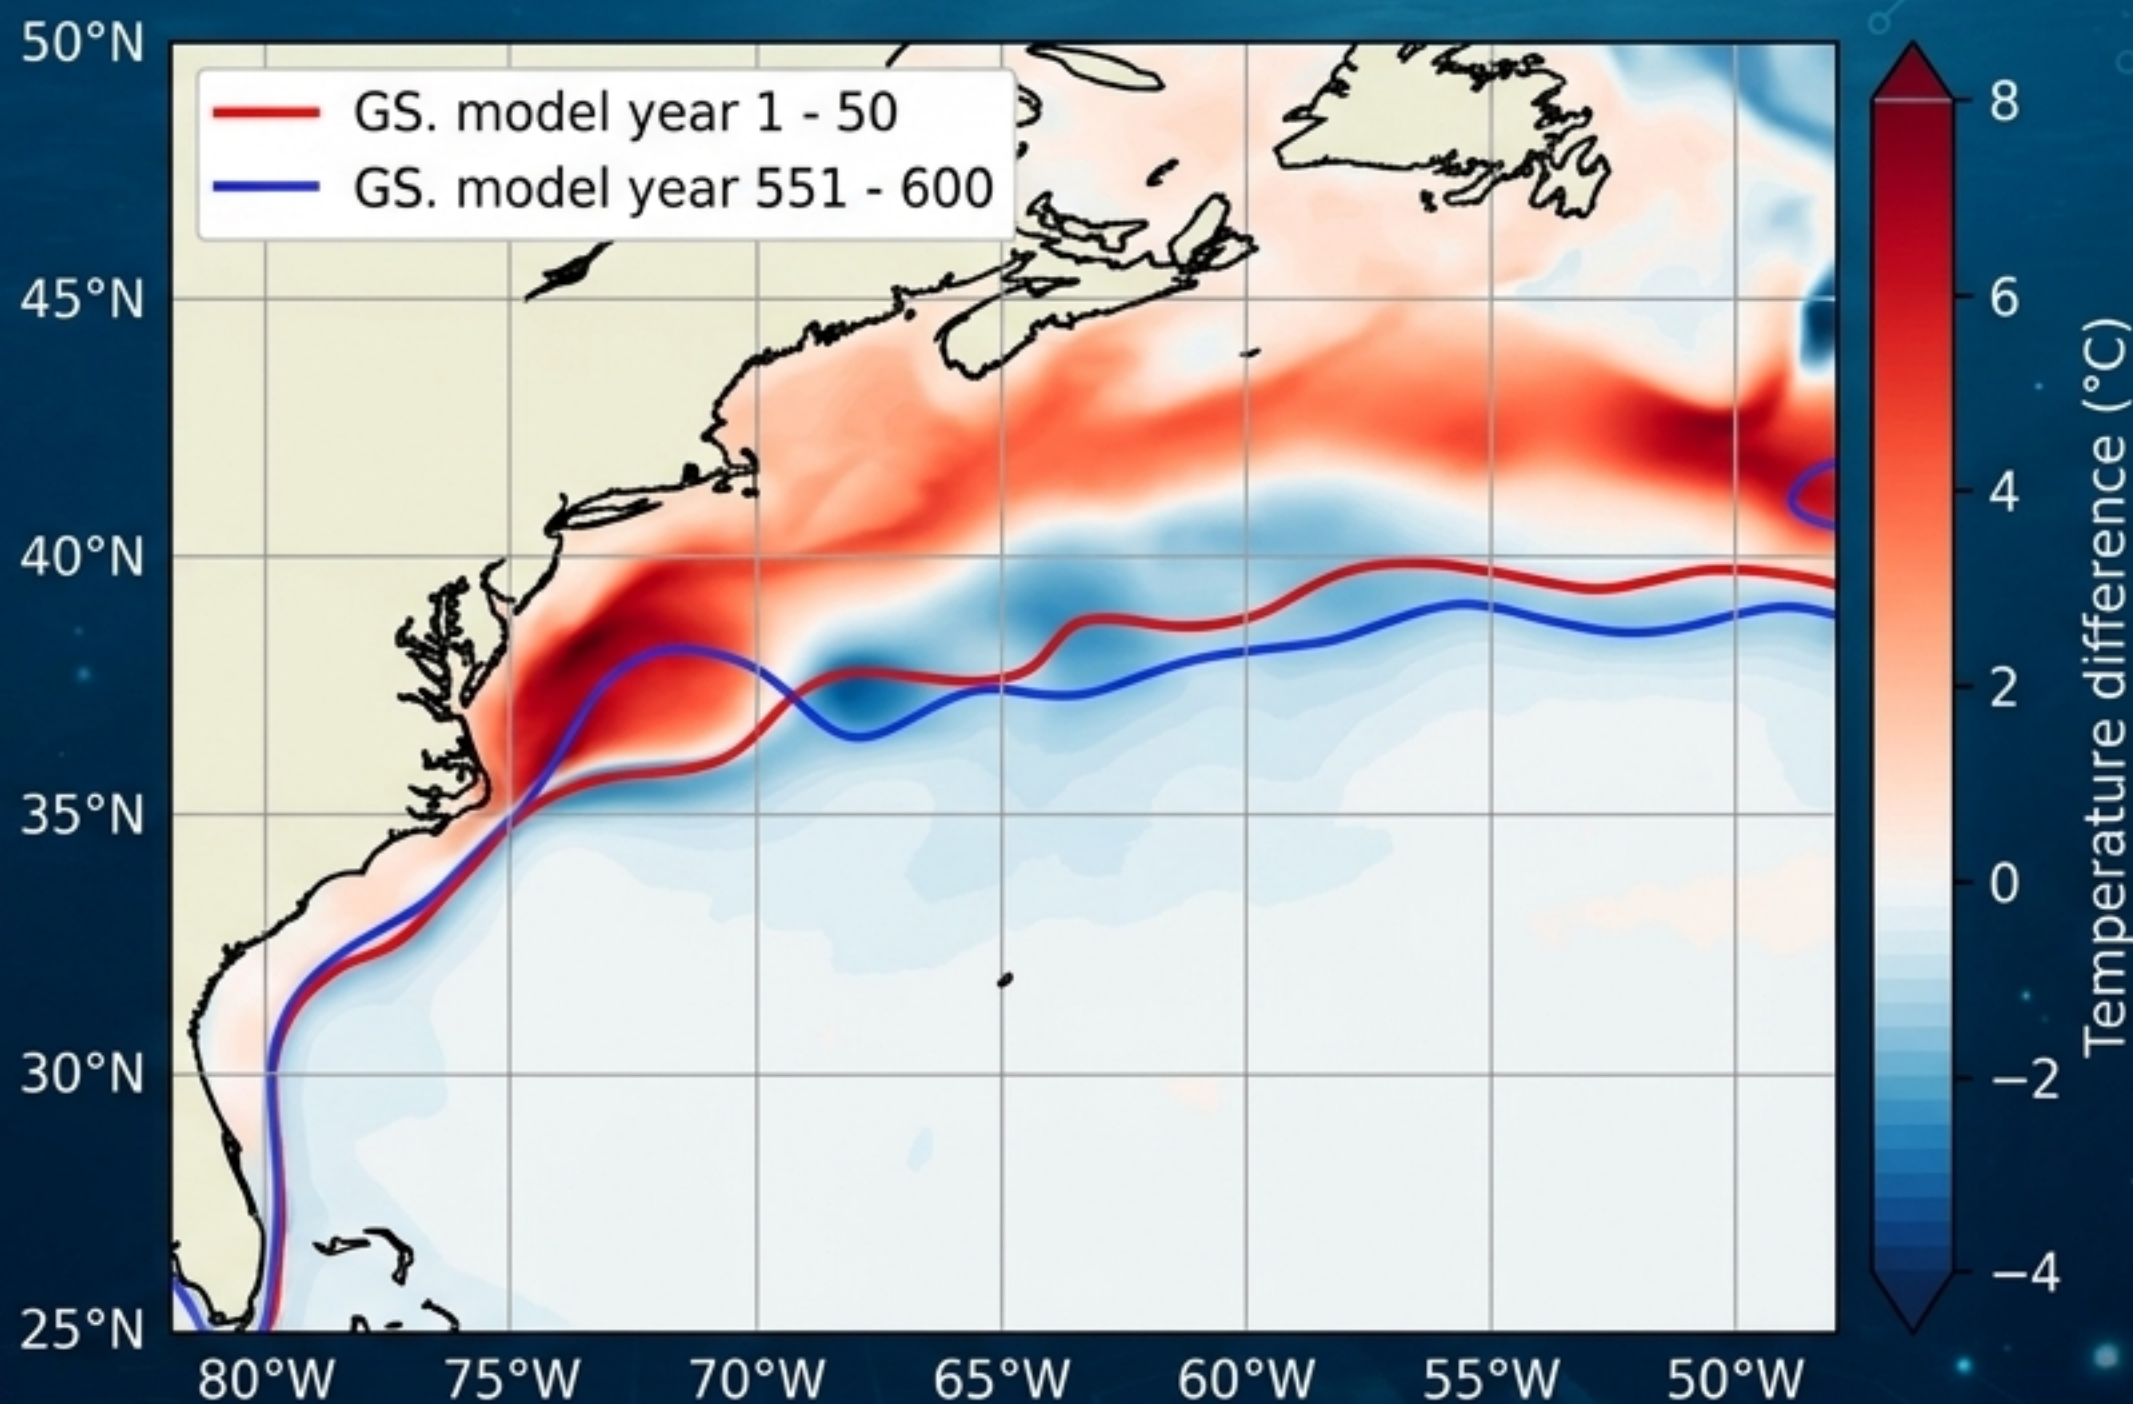 50°N
GS. model year 1 - 50
GS. model year 551 - 600
45°N
40°N
35°N
30°N
25°N
80°W
75°W
70°W
65°W
60°W
55°W
50°W
8
6
4
2
0
−2
−4
Temperature difference (°C)